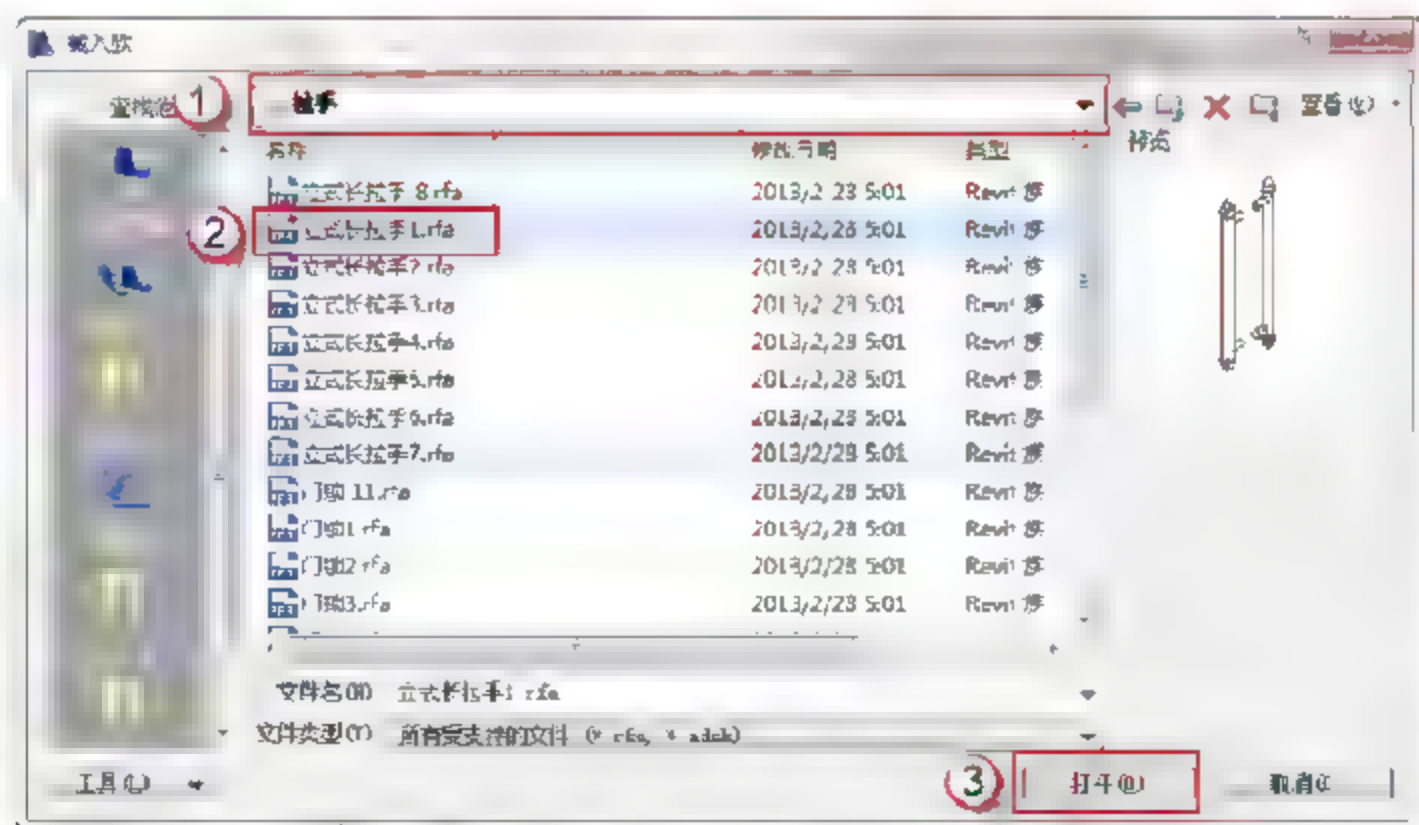 载入族
查找范 1 拉手 查看(V)
名称 修改日期 类型 预览
立式长拉手 8.rfa 2013/2/28 5:01 Revit 族
2 立式长拉手1.rfa 2013/2/28 5:01 Revit 族
立式长拉手2.rfa 2013/2/28 5:01 Revit 族
立式长拉手3.rfa 2013/2/28 5:01 Revit 族
立式长拉手4.rfa 2013/2/28 5:01 Revit 族
立式长拉手5.rfa 2013/2/28 5:01 Revit 族
立式长拉手6.rfa 2013/2/28 5:01 Revit 族
立式长拉手7.rfa 2013/2/28 5:01 Revit 族
门锁 11.rfa 2013/2/28 5:01 Revit 族
门锁1.rfa 2013/2/28 5:01 Revit 族
门锁2.rfa 2013/2/28 5:01 Revit 族
门锁3.rfa 2013/2/28 5:01 Revit 族
文件名(N) 立式长拉手1.rfa
文件类型(T) 所有受支持的文件 (*.rfa, *.adsk)
工具(L) 3 打开(O) 取消(C